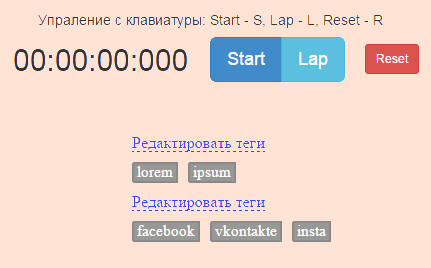 Упраление с клавиатуры: Start - S, Lap - L, Reset - R
00:00:00:000 Start Lap Reset
Редактировать теги
lorem ipsum
Редактировать теги
facebook vkontakte insta